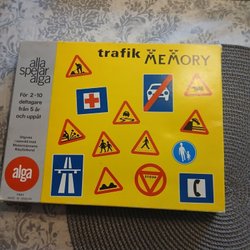 trafik MEMORY
alla
spelar
alga
För 2-10
deltagare
från 5 år
och uppåt
alga